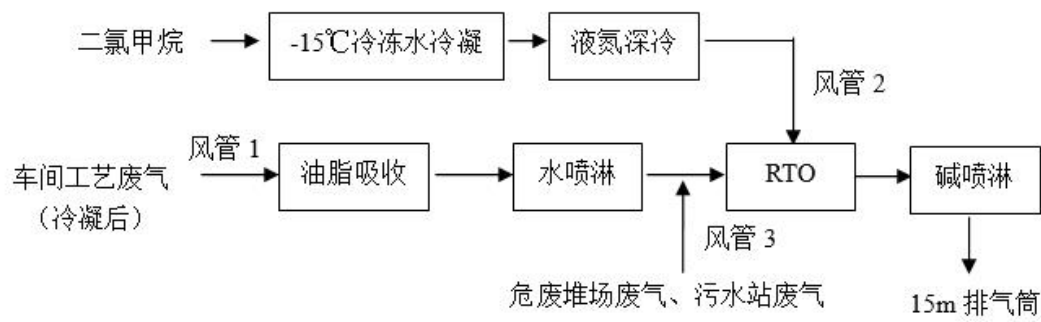 二氯甲烷
-15℃冷冻水冷凝
液氮深冷
风管 2
风管 1
车间工艺废气
（冷凝后）
油脂吸收
水喷淋
RTO
碱喷淋
风管 3
危废堆场废气、污水站废气
15m 排气筒